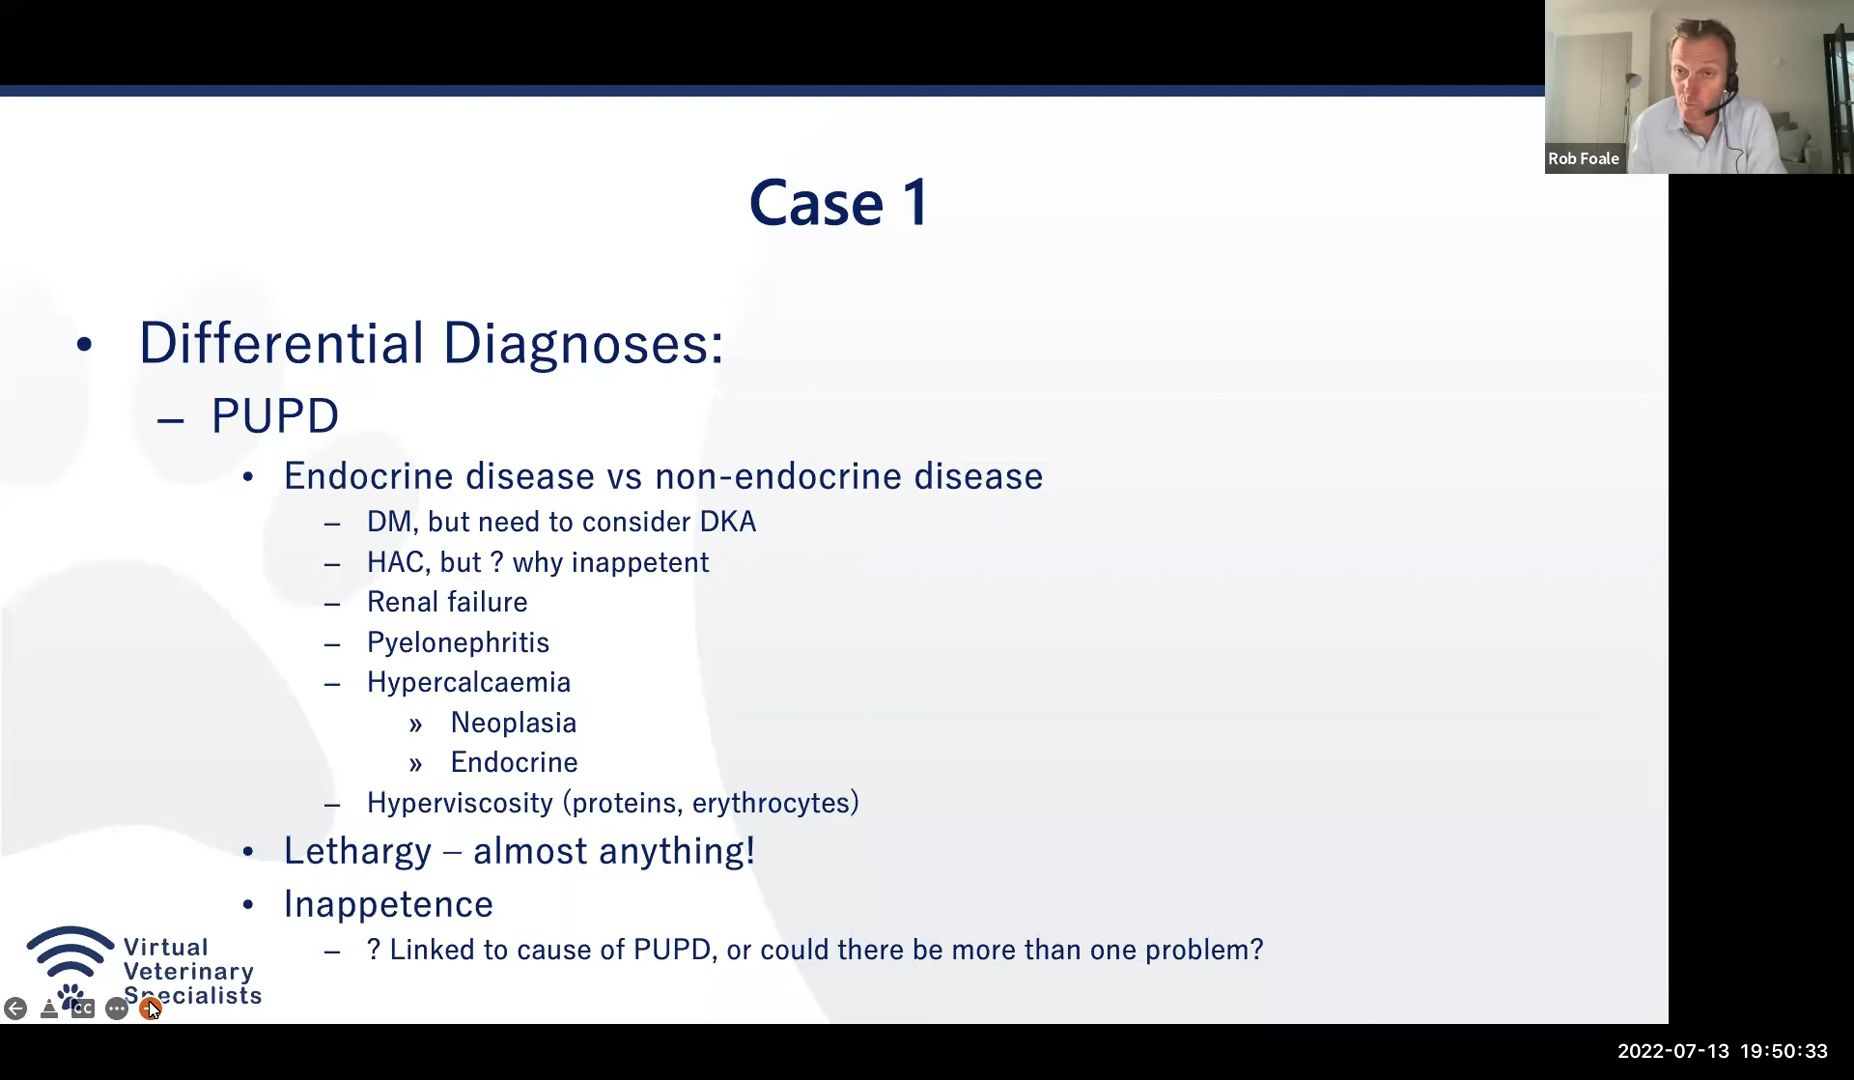 Rob Foale
Case 1
• Differential Diagnoses:
– PUPD
• Endocrine disease vs non-endocrine disease
– DM, but need to consider DKA
– HAC, but ? why inappetent
– Renal failure
– Pyelonephritis
– Hypercalcaemia
» Neoplasia
» Endocrine
– Hyperviscosity (proteins, erythrocytes)
• Lethargy – almost anything!
• Inappetence
– ? Linked to cause of PUPD, or could there be more than one problem?
Virtual
Veterinary
Specialists
CC
2022-07-13 19:50:33